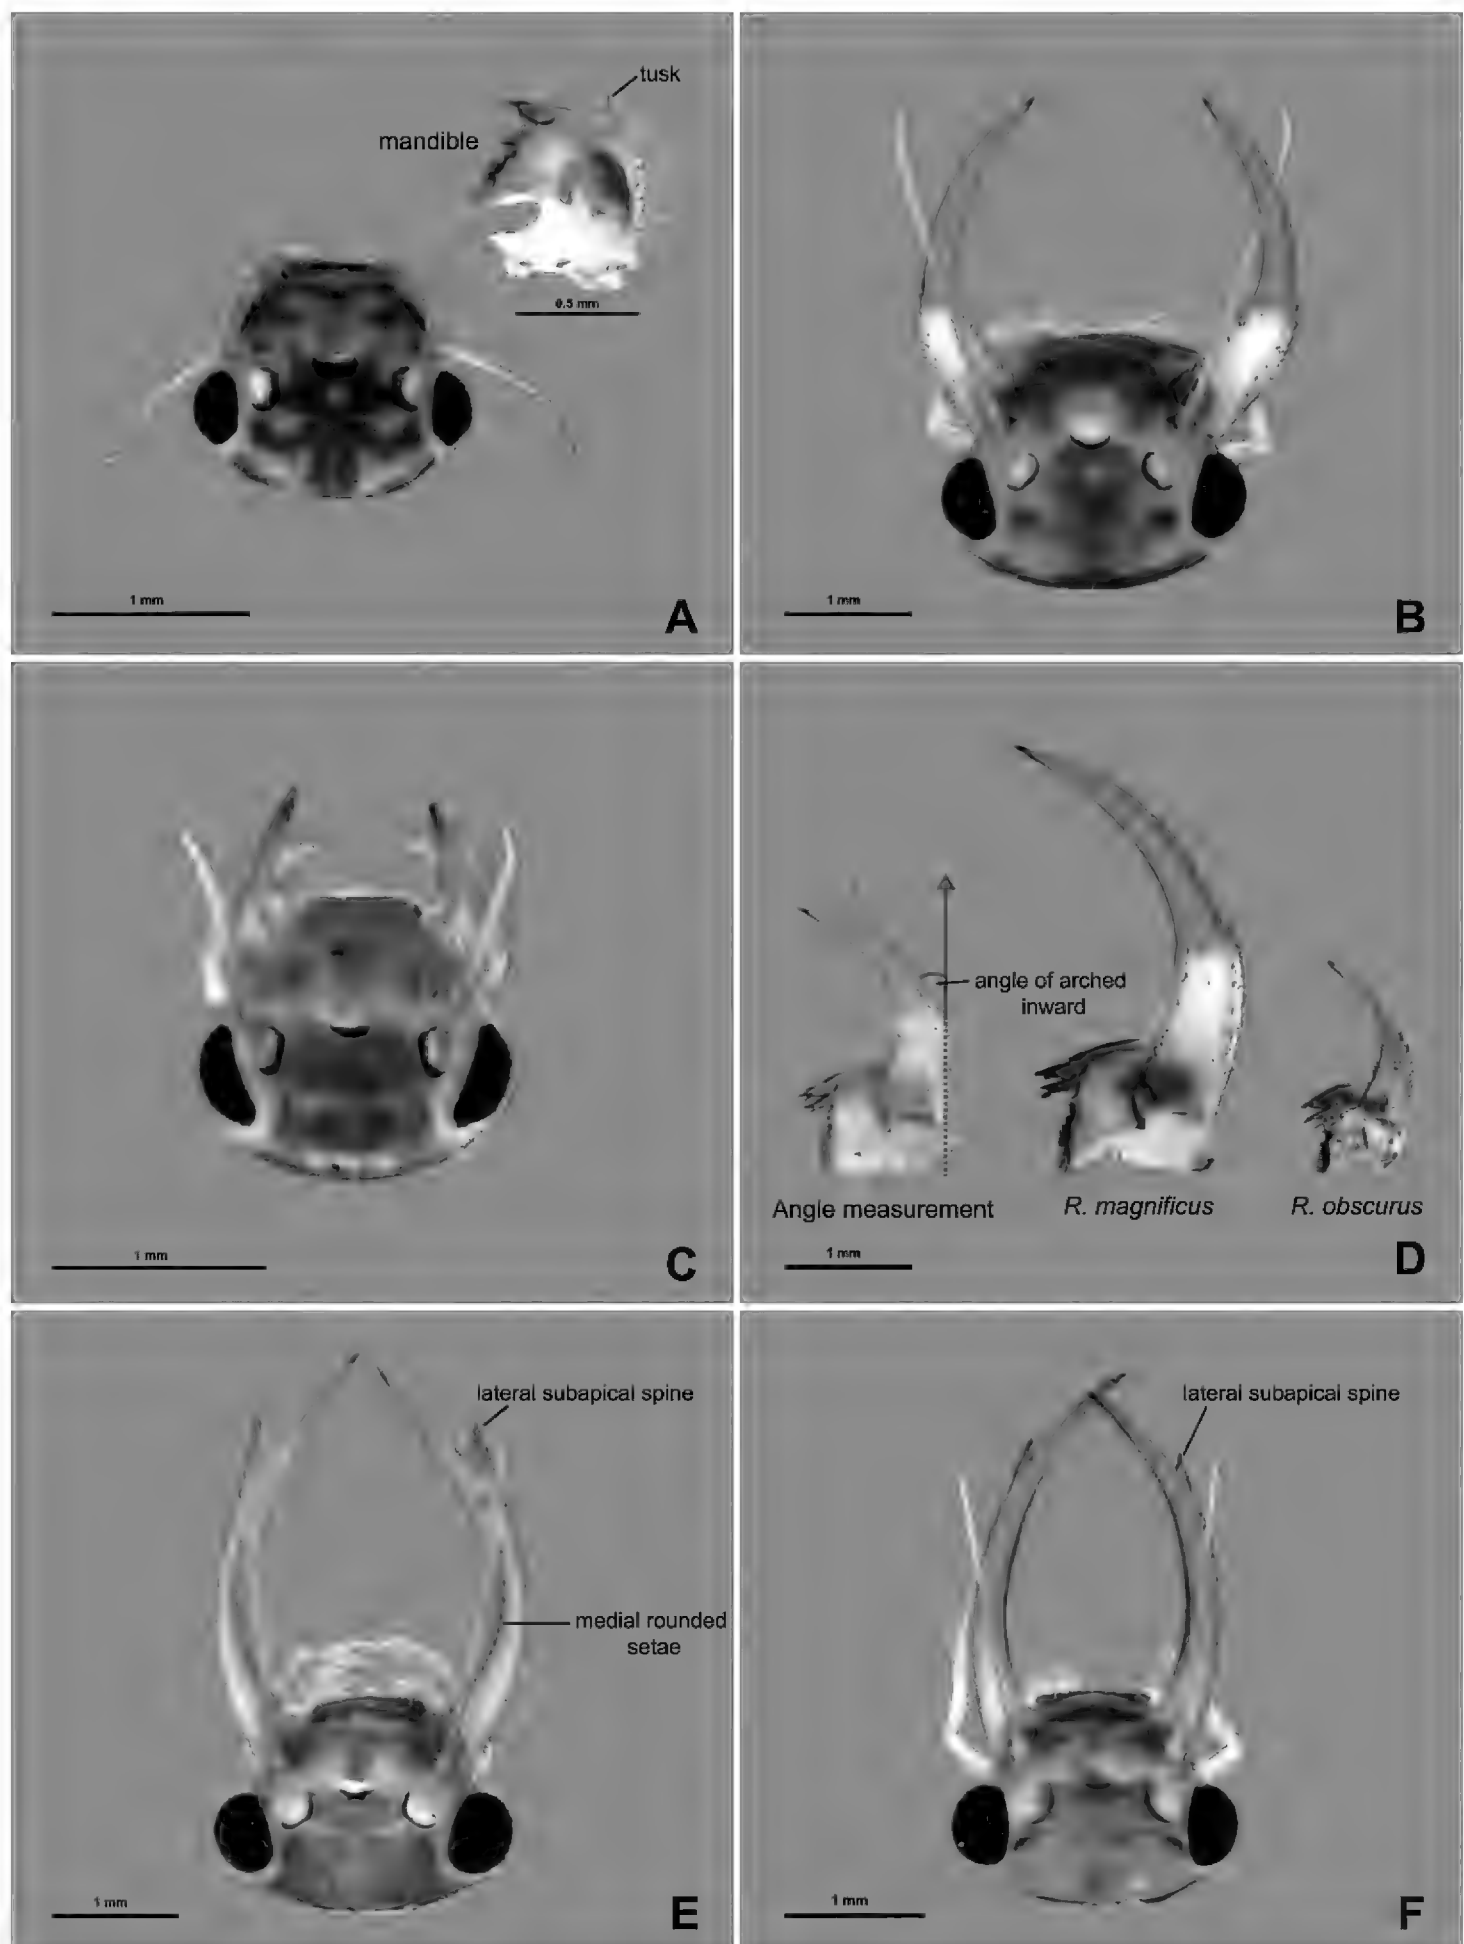 tusk
mandible
0.5 mm
1 mm
A
1 mm
B
1 mm
C
angle of arched
inward
Angle measurement
R. magnificus
R. obscurus
1 mm
D
lateral subapical spine
medial rounded
setae
1 mm
E
lateral subapical spine
1 mm
F